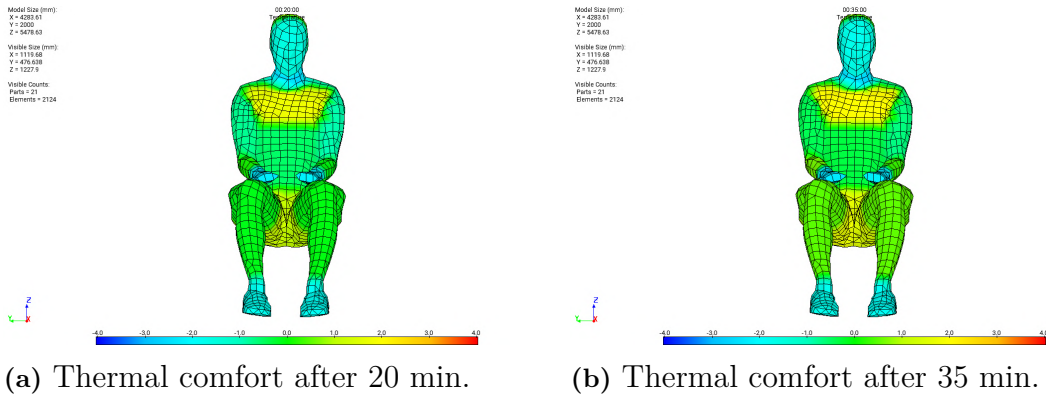 Model Size (mm):
X = 4283.61
Y = 2000
Z = 5478.63
Visible Size (mm):
X = 1119.68
Y = 476.638
Z = 1227.9
Visible Counts:
Parts = 21
Elements = 2124
00:20:00
Temperature
Z
Y
X
-4,0 -3,0 -2,0 -1,0 0,0 1,0 2,0 3,0 4,0
(a) Thermal comfort after 20 min.
Model Size (mm):
X = 4283.61
Y = 2000
Z = 5478.63
Visible Size (mm):
X = 1119.68
Y = 476.638
Z = 1227.9
Visible Counts:
Parts = 21
Elements = 2124
00:35:00
Temperature
Z
Y
X
-4,0 -3,0 -2,0 -1,0 0,0 1,0 2,0 3,0 4,0
(b) Thermal comfort after 35 min.